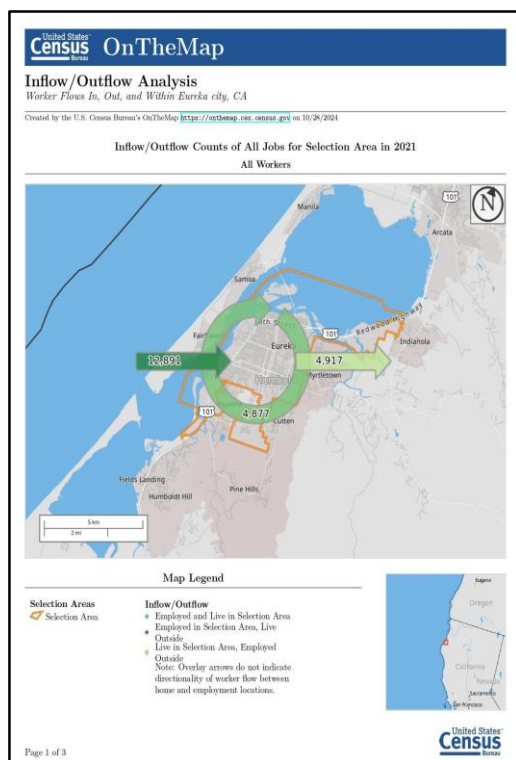 United States®
Census
Bureau
OnTheMap
Inflow/Outflow Analysis
Worker Flows In, Out, and Within Eureka city, CA
Created by the U.S. Census Bureau's OnTheMap https://onthemap.ces.census.gov on 10/28/2024
Inflow/Outflow Counts of All Jobs for Selection Area in 2021
All Workers
101
N
Manila
Arcata
Samoa
Redwood Highway
101
Indianola
Eureka
12,891
4,917
Myrtletown
4,877
101
Cutten
Fields Landing
Humboldt Hill
Pine Hills
5 km
2 mi
Map Legend
Selection Areas
Selection Area
Inflow/Outflow
Employed and Live in Selection Area
Employed in Selection Area, Live
Outside
Live in Selection Area, Employed
Outside
Note: Overlay arrows do not indicate
directionality of worker flow between
home and employment locations.
Eugene
Oregon
California
Nevada
Sacramento
San Francisco
Page 1 of 3
United States®
Census
Bureau